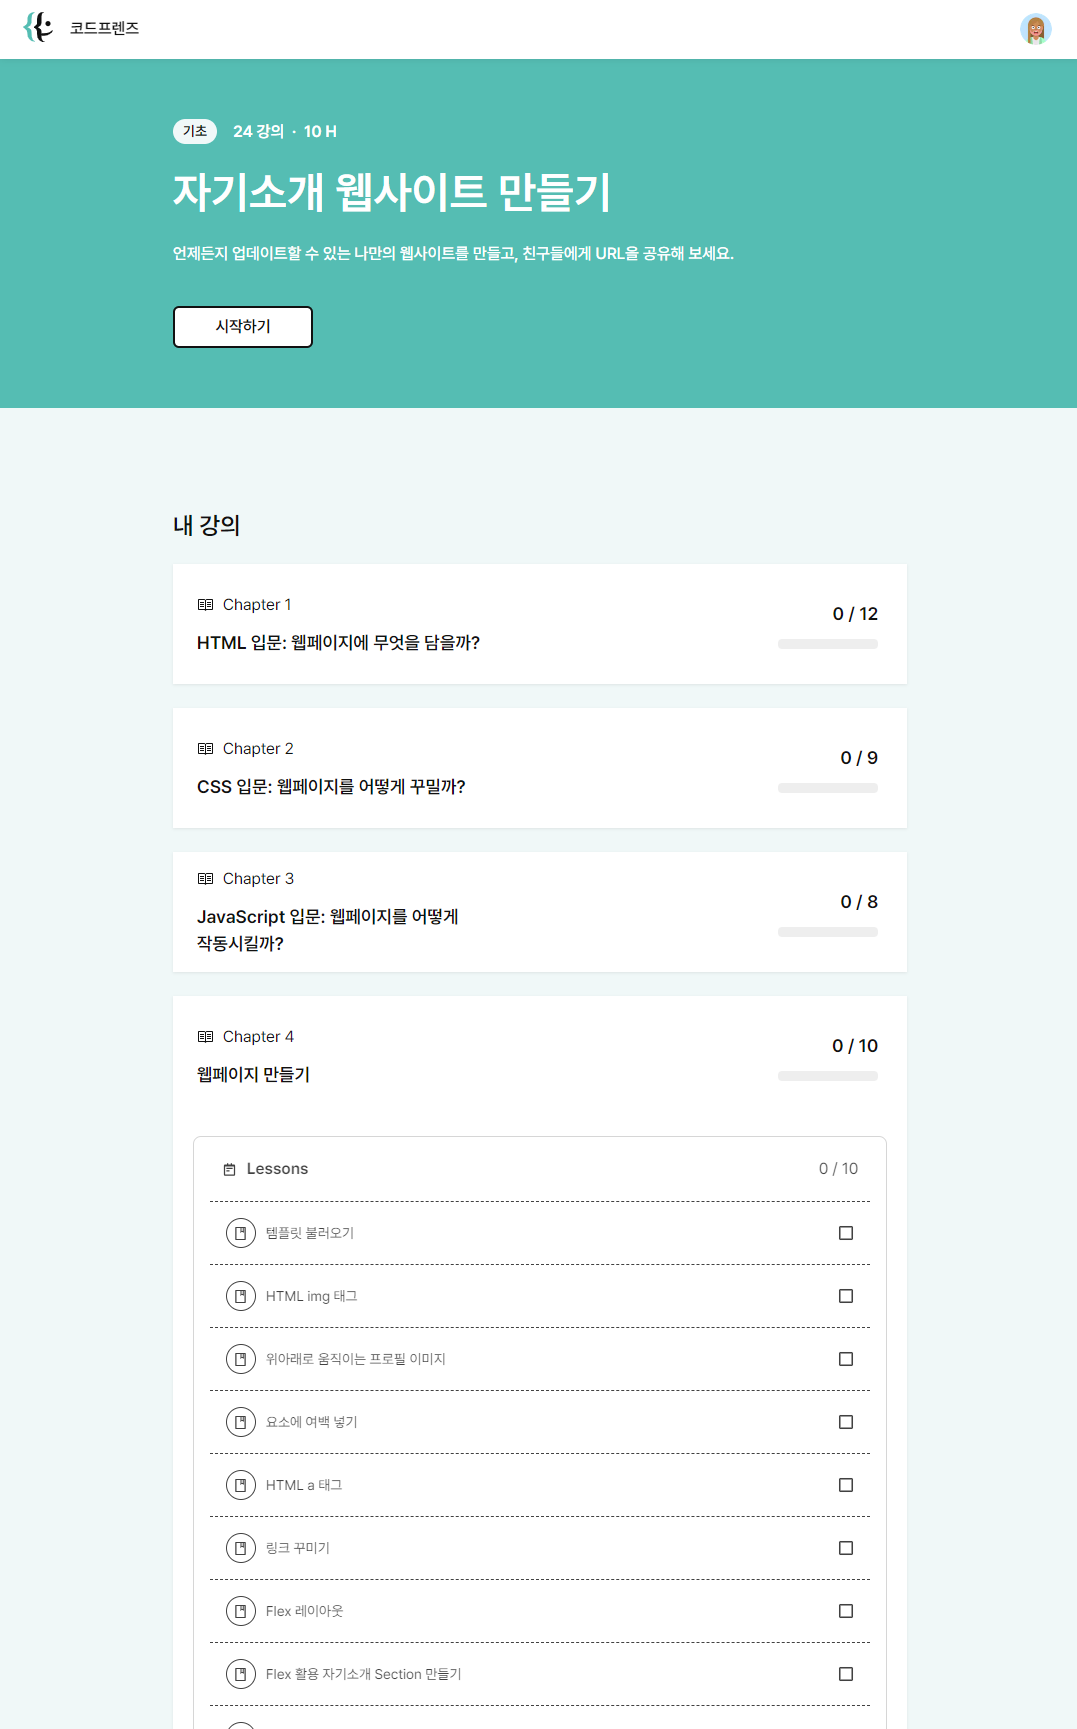 코드프렌즈
기초 24 강의 · 10 H
자기소개 웹사이트 만들기
언제든지 업데이트할 수 있는 나만의 웹사이트를 만들고, 친구들에게 URL을 공유해 보세요.
시작하기
내 강의
Chapter 1
0 / 12
HTML 입문: 웹페이지에 무엇을 담을까?
Chapter 2
0 / 9
CSS 입문: 웹페이지를 어떻게 꾸밀까?
Chapter 3
0 / 8
JavaScript 입문: 웹페이지를 어떻게
작동시킬까?
Chapter 4
0 / 10
웹페이지 만들기
Lessons 0 / 10
템플릿 불러오기
HTML img 태그
위아래로 움직이는 프로필 이미지
요소에 여백 넣기
HTML a 태그
링크 꾸미기
Flex 레이아웃
Flex 활용 자기소개 Section 만들기